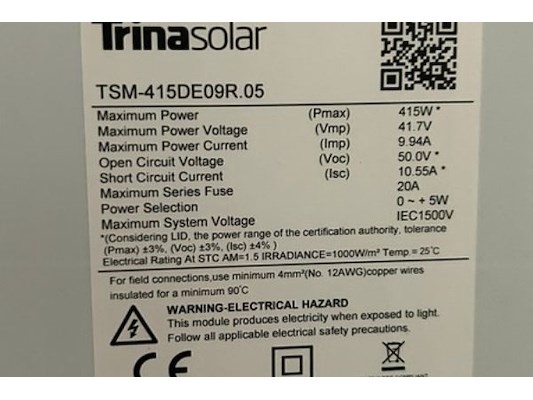 Trinasolar
TSM-415DE09R.05
Maximum Power (Pmax) 415W *
Maximum Power Voltage (Vmp) 41.7V
Maximum Power Current (Imp) 9.94A
Open Circuit Voltage (Voc) 50.0V *
Short Circuit Current (Isc) 10.55A *
Maximum Series Fuse 20A
Power Selection 0 ~ + 5W
Maximum System Voltage IEC1500V
*(Considering LID, the power range of the certification authority, tolerance
(Pmax) ±3%, (Voc) ±3%, (Isc) ±4% )
Electrical Rating At STC AM=1.5 IRRADIANCE=1000W/m² Temp = 25℃
For field connections,use minimum 4mm²(No. 12AWG)copper wires
insulated for a minimum 90℃
WARNING-ELECTRICAL HAZARD
This module produces electricity when exposed to light.
Follow all applicable electrical safety precautions.
CE